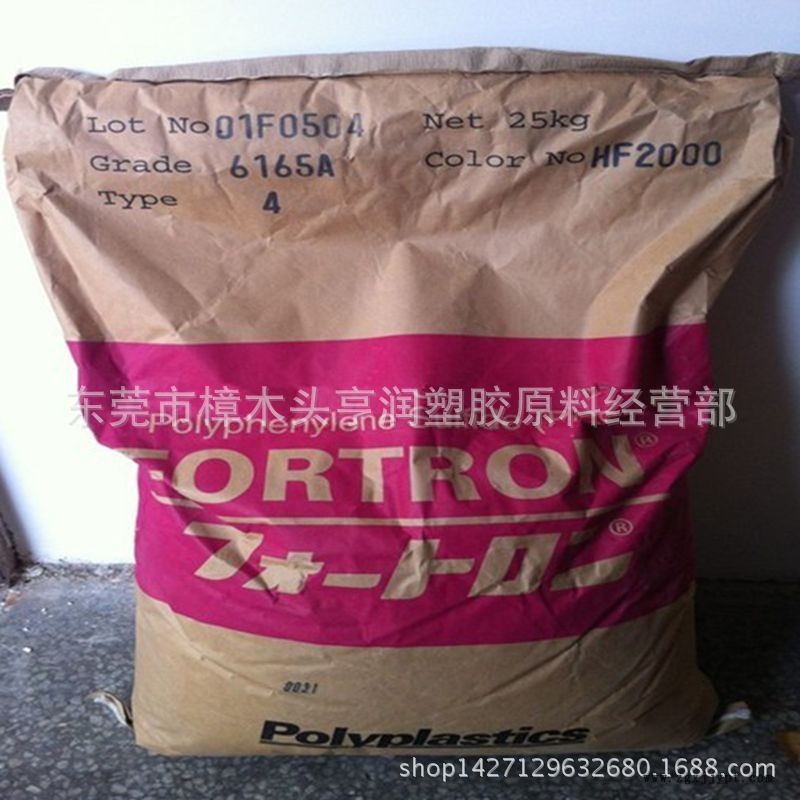 Lot No 01F0504 Net 25kg
Grade 6165A Color No HF2000
Type 4
东莞市樟木头享润塑胶原料经营部
Polyphenylene
FORTRON®
フォートロン®
0031
Polyplastics
shop1427129632680.1688.com